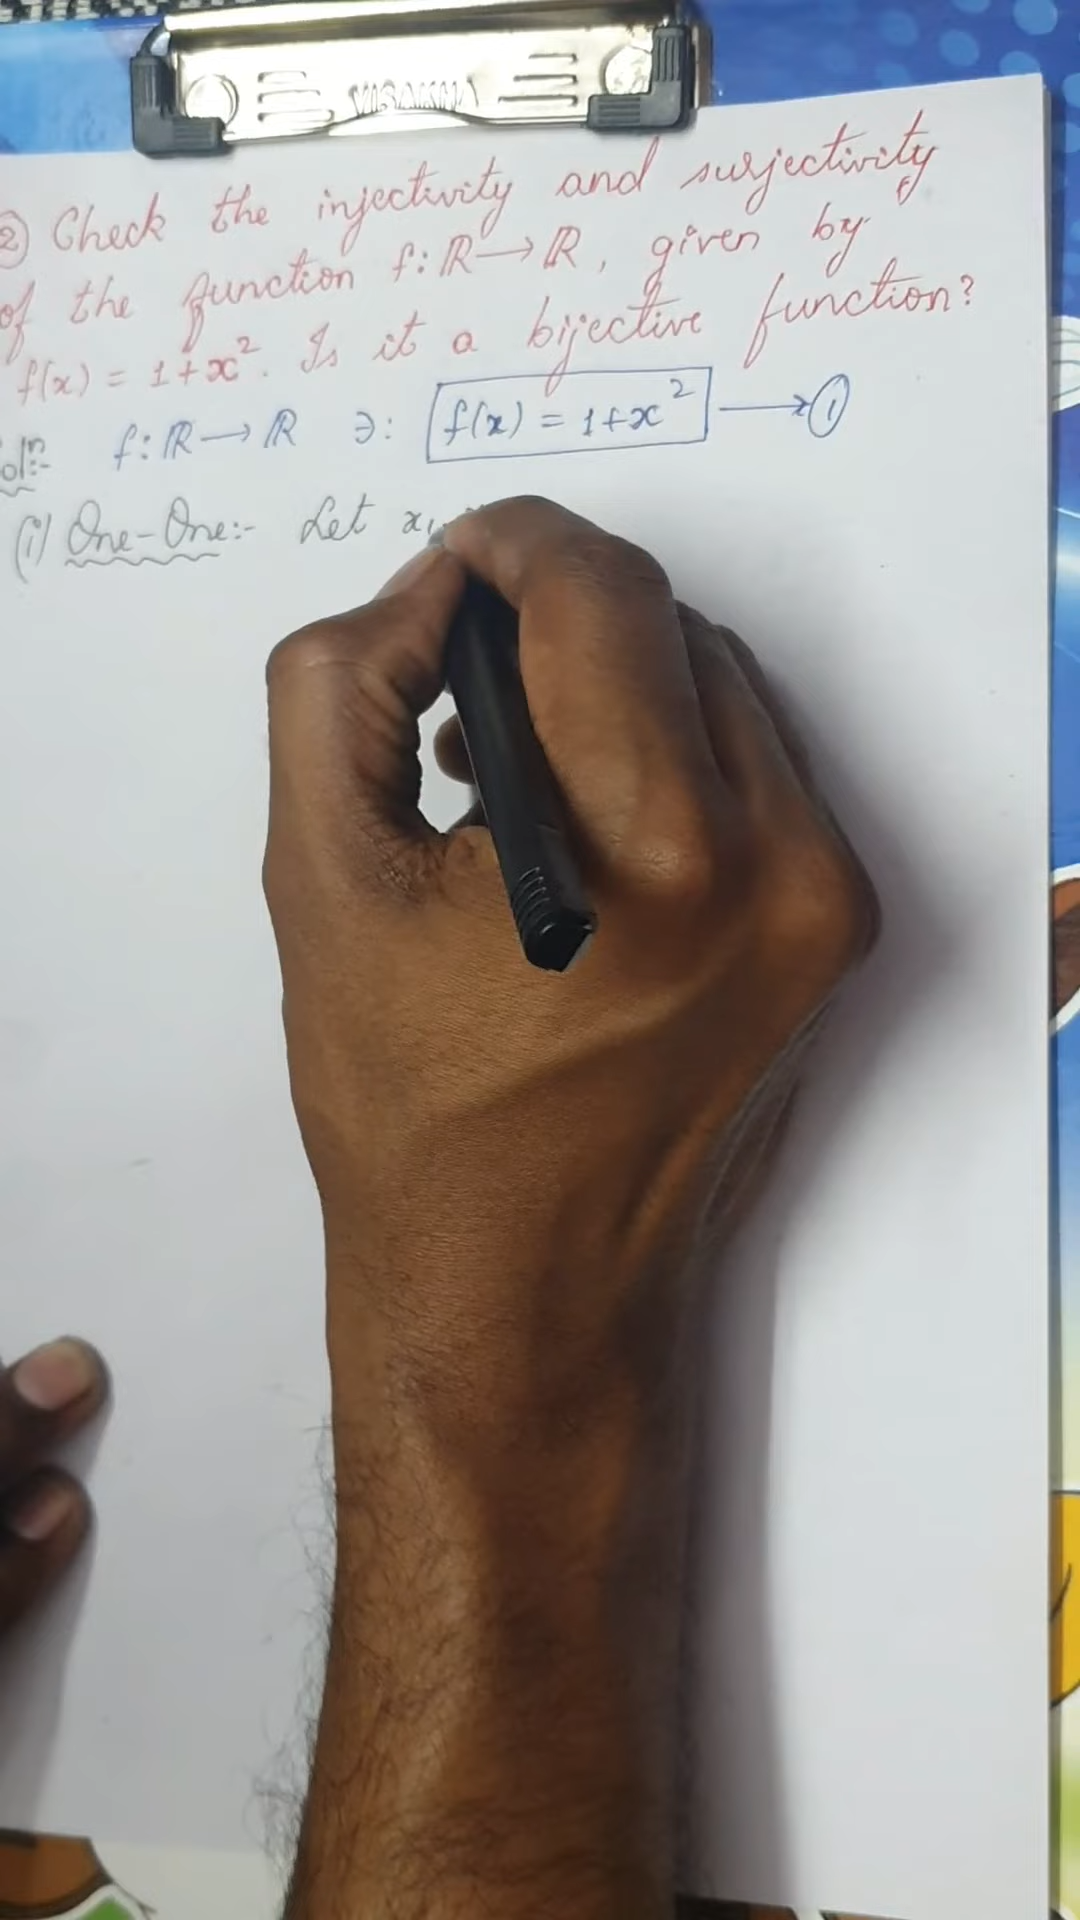 VISAKHA
2) Check the injectivity and surjectivity
of the function f: ℝ → ℝ, given by
f(x) = 1+x². Is it a bijective function?
Solⁿ:- f: ℝ → ℝ ∋: f(x) = 1+x² → ①
(i) One-One:- Let x₁,